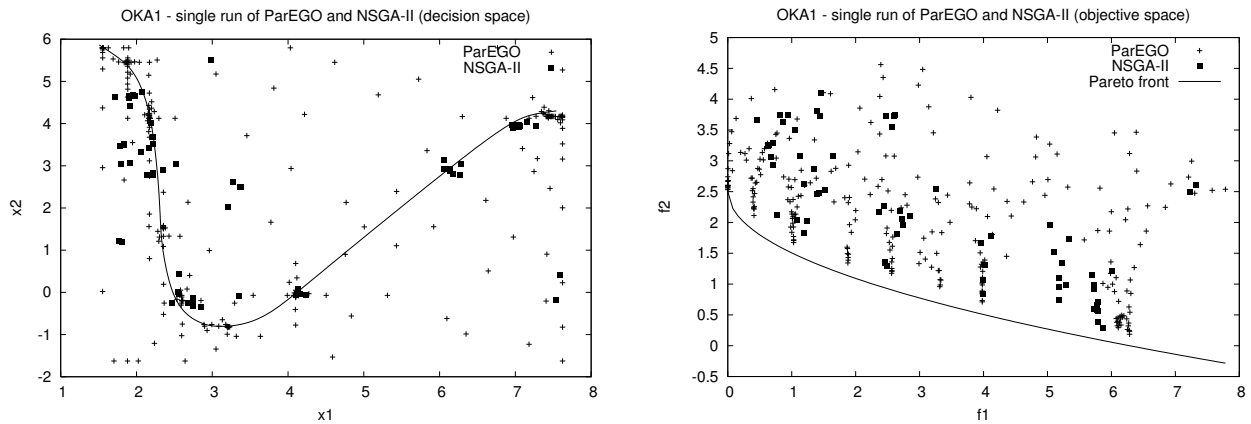 OKA1 - single run of ParEGO and NSGA-II (decision space)
ParEGO
NSGA-II
6
5
4
3
2
1
0
-1
-2
x2
1 2 3 4 5 6 7 8
x1
OKA1 - single run of ParEGO and NSGA-II (objective space)
ParEGO
NSGA-II
Pareto front
5
4.5
4
3.5
3
2.5
2
1.5
1
0.5
0
-0.5
f2
0 1 2 3 4 5 6 7 8
f1